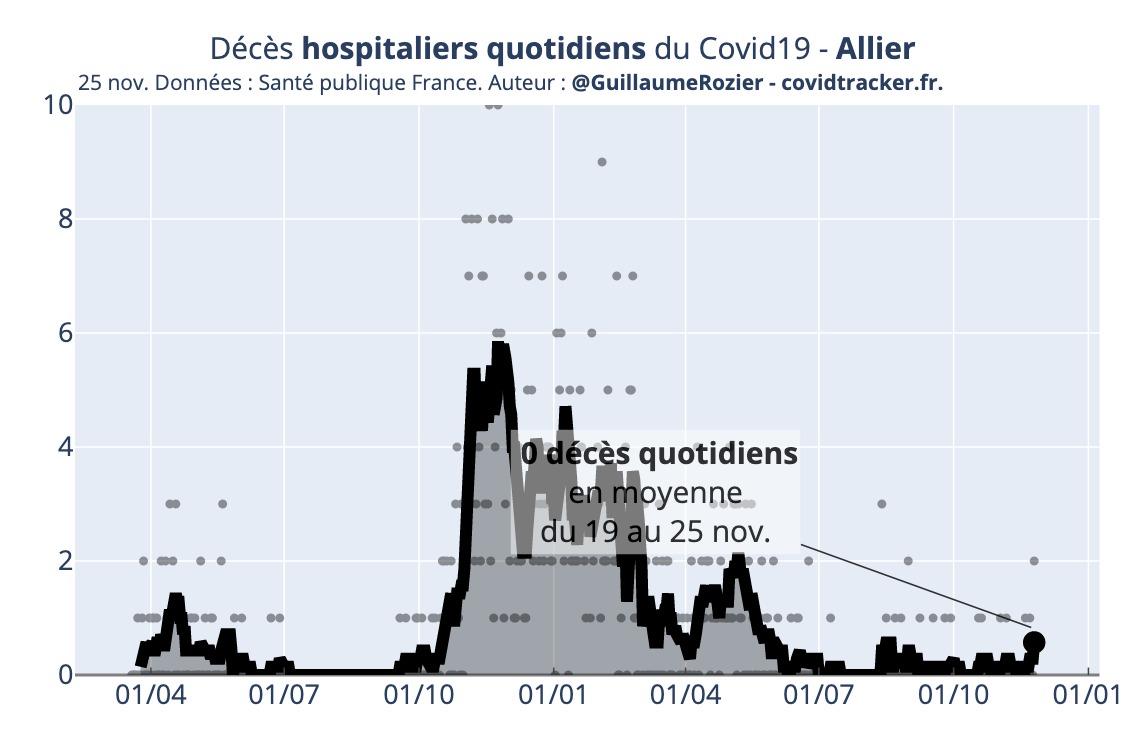 Décès hospitaliers quotidiens du Covid19 - Allier
25 nov. Données : Santé publique France. Auteur : @GuillaumeRozier - covidtracker.fr.
10
8
6
4
2
0
0 décès quotidiens
en moyenne
du 19 au 25 nov.
01/04 01/07 01/10 01/01 01/04 01/07 01/10 01/01